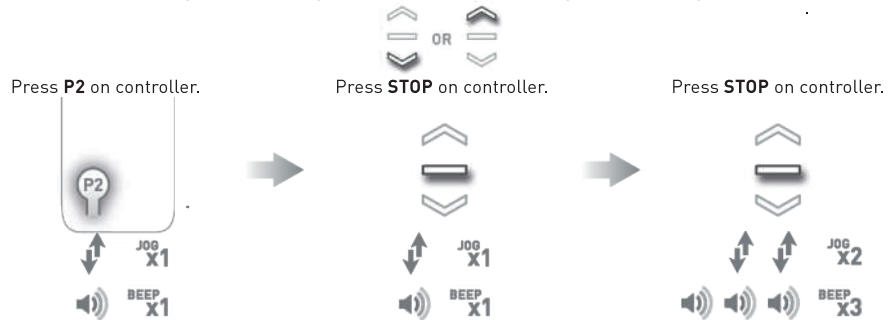 OR
Press P2 on controller.
Press STOP on controller.
Press STOP on controller.
P2
JOG x1
JOG x1
JOG x2
BEEP x1
BEEP x1
BEEP x3